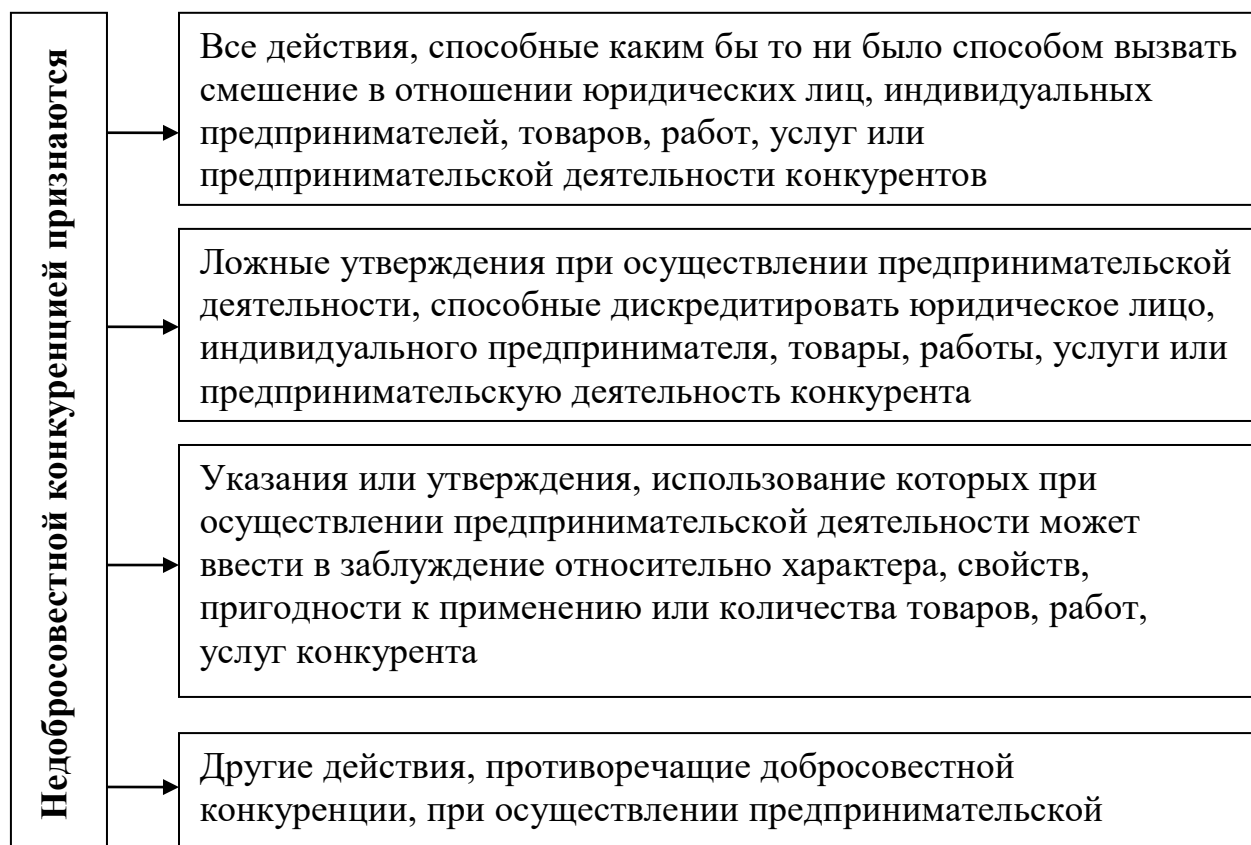 Недобросовестной конкуренцией признаются
Все действия, способные каким бы то ни было способом вызвать
смешение в отношении юридических лиц, индивидуальных
предпринимателей, товаров, работ, услуг или
предпринимательской деятельности конкурентов
Ложные утверждения при осуществлении предпринимательской
деятельности, способные дискредитировать юридическое лицо,
индивидуального предпринимателя, товары, работы, услуги или
предпринимательскую деятельность конкурента
Указания или утверждения, использование которых при
осуществлении предпринимательской деятельности может
ввести в заблуждение относительно характера, свойств,
пригодности к применению или количества товаров, работ,
услуг конкурента
Другие действия, противоречащие добросовестной
конкуренции, при осуществлении предпринимательской